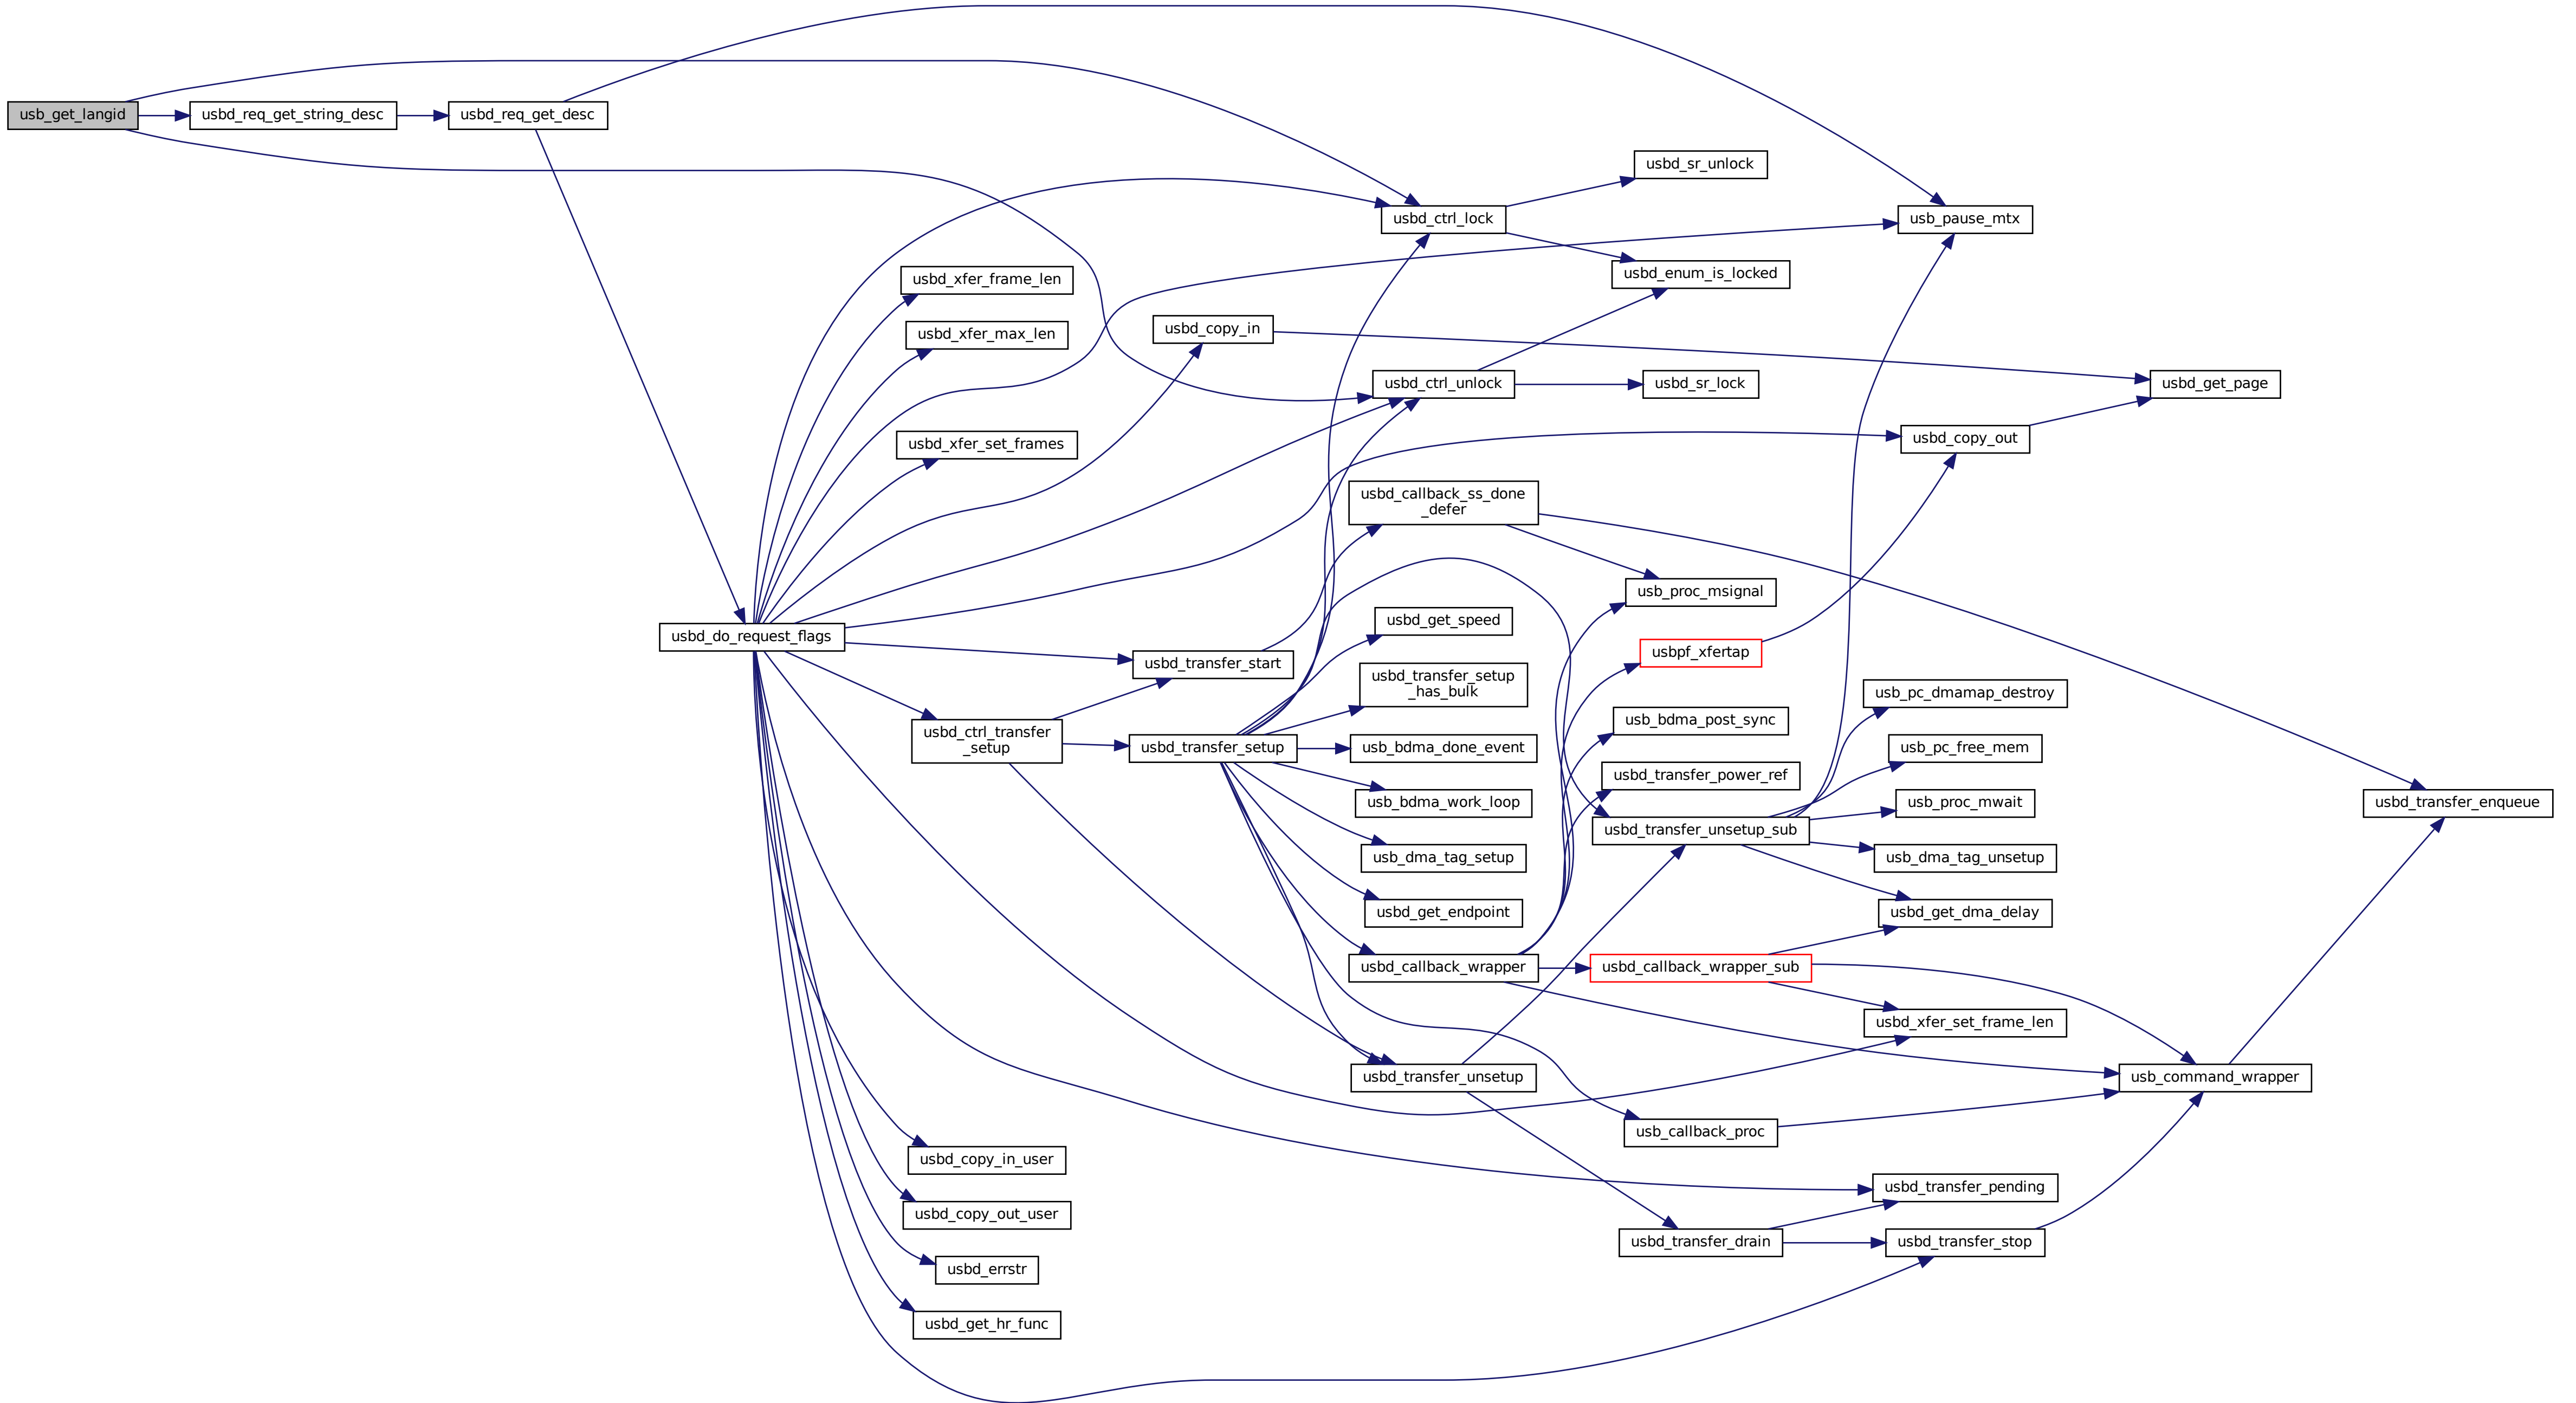 usb_get_langid
usbd_req_get_string_desc
usbd_req_get_desc
usbd_sr_unlock
usbd_ctrl_lock
usb_pause_mtx
usbd_enum_is_locked
usbd_xfer_frame_len
usbd_xfer_max_len
usbd_copy_in
usbd_ctrl_unlock
usbd_sr_lock
usbd_get_page
usbd_xfer_set_frames
usbd_copy_out
usbd_callback_ss_done
_defer
usb_proc_msignal
usbd_get_speed
usbd_do_request_flags
usbpf_xfertap
usbd_transfer_start
usbd_transfer_setup
_has_bulk
usb_pc_dmamap_destroy
usb_bdma_post_sync
usbd_ctrl_transfer
_setup
usbd_transfer_setup
usb_bdma_done_event
usb_pc_free_mem
usbd_transfer_power_ref
usb_bdma_work_loop
usb_proc_mwait
usbd_transfer_enqueue
usbd_transfer_unsetup_sub
usb_dma_tag_setup
usb_dma_tag_unsetup
usbd_get_endpoint
usbd_get_dma_delay
usbd_callback_wrapper
usbd_callback_wrapper_sub
usbd_xfer_set_frame_len
usbd_transfer_unsetup
usb_command_wrapper
usb_callback_proc
usbd_copy_in_user
usbd_transfer_pending
usbd_copy_out_user
usbd_transfer_drain
usbd_transfer_stop
usbd_errstr
usbd_get_hr_func